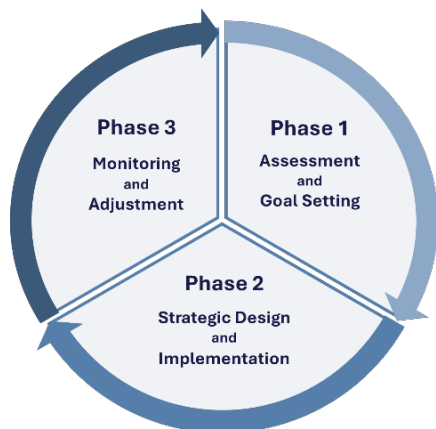 Phase 3
Monitoring
and
Adjustment
Phase 1
Assessment
and
Goal Setting
Phase 2
Strategic Design
and
Implementation